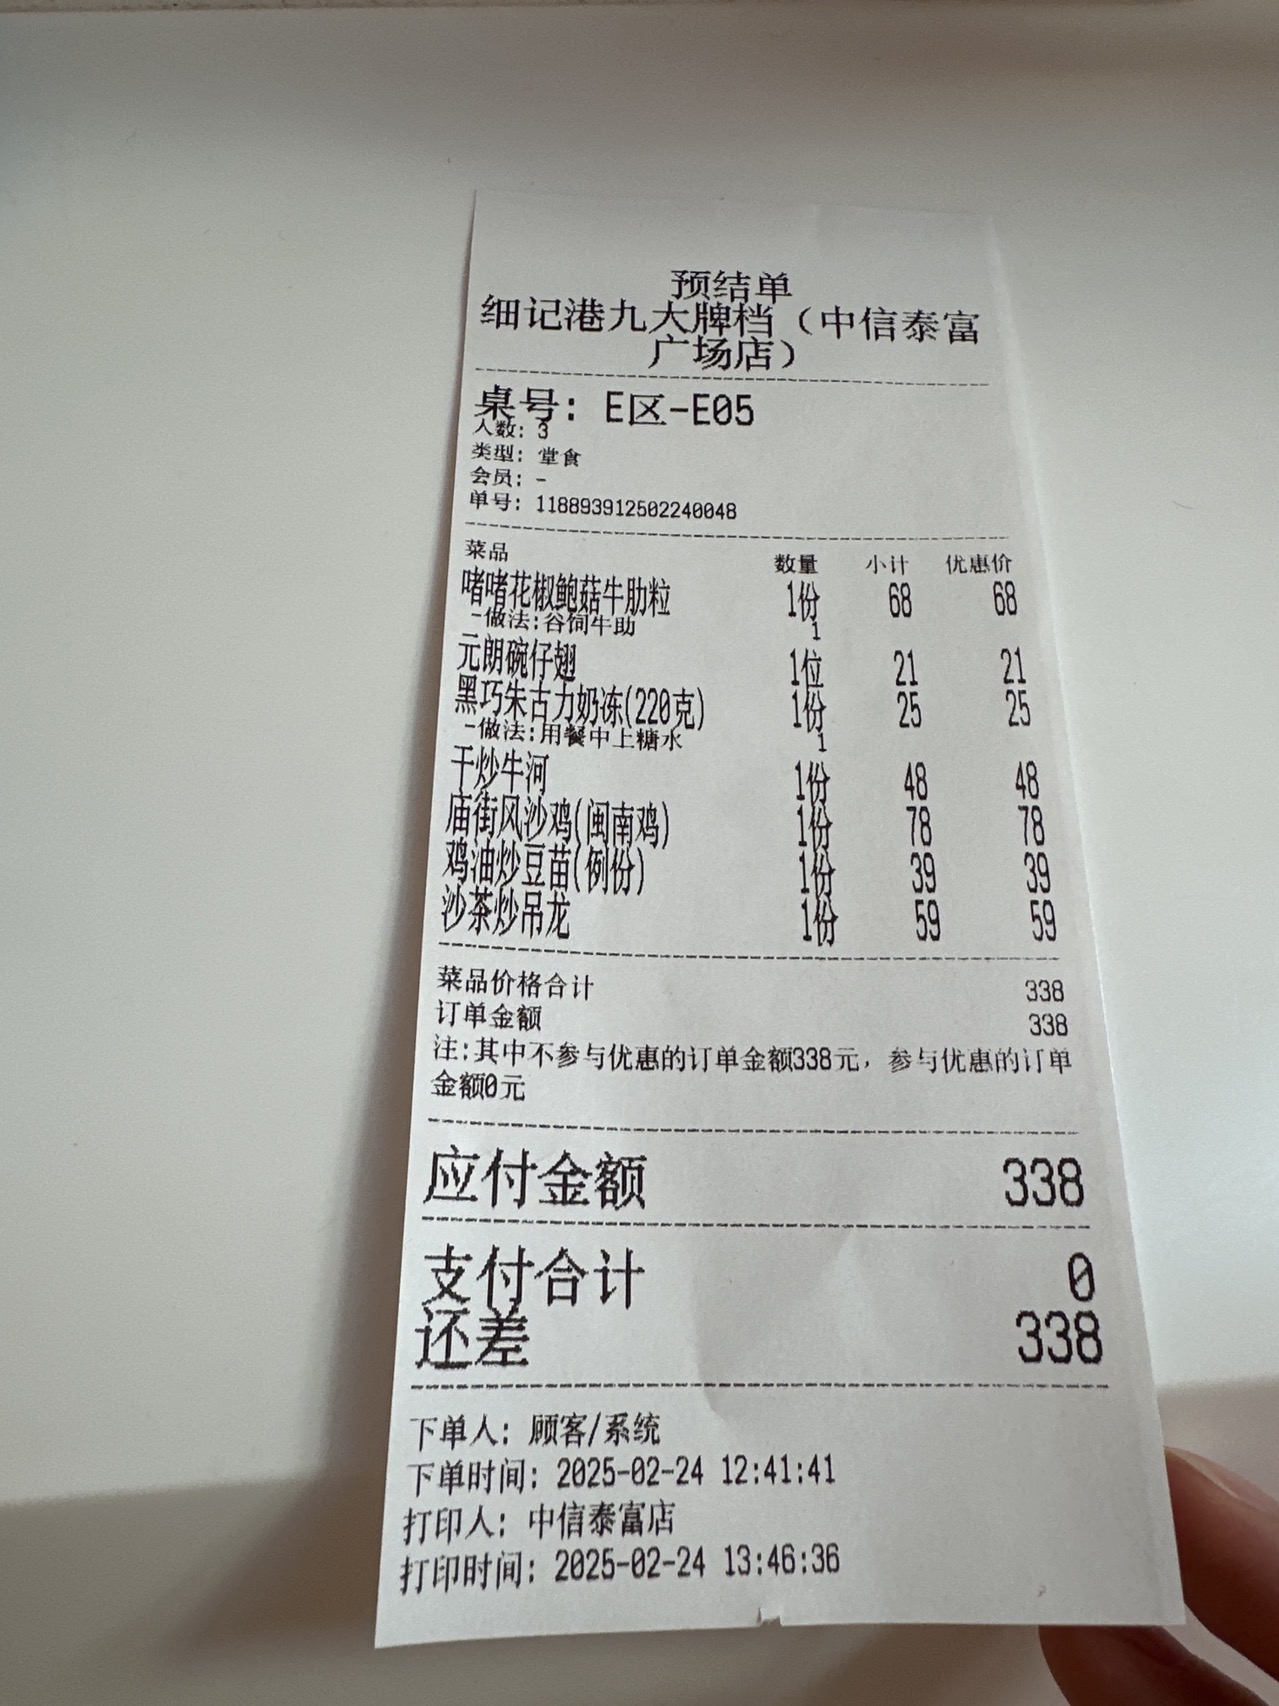 预结单
细记港九大牌档（中信泰富
广场店）
桌号: E区-E05
人数: 3
类型: 堂食
会员: -
单号: 118893912502240048
菜品 数量 小计 优惠价
啫啫花椒鲍菇牛肋粒 1份 68 68
-做法:谷饲牛助 1
元朗碗仔翅 1位 21 21
黑巧朱古力奶冻(220克) 1份 25 25
-做法:用餐中上糖水 1
干炒牛河 1份 48 48
庙街风沙鸡(闽南鸡) 1份 78 78
鸡油炒豆苗(例份) 1份 39 39
沙茶炒吊龙 1份 59 59
菜品价格合计 338
订单金额 338
注:其中不参与优惠的订单金额338元，参与优惠的订单
金额0元
应付金额 338
支付合计 0
还差 338
下单人: 顾客/系统
下单时间: 2025-02-24 12:41:41
打印人: 中信泰富店
打印时间: 2025-02-24 13:46:36